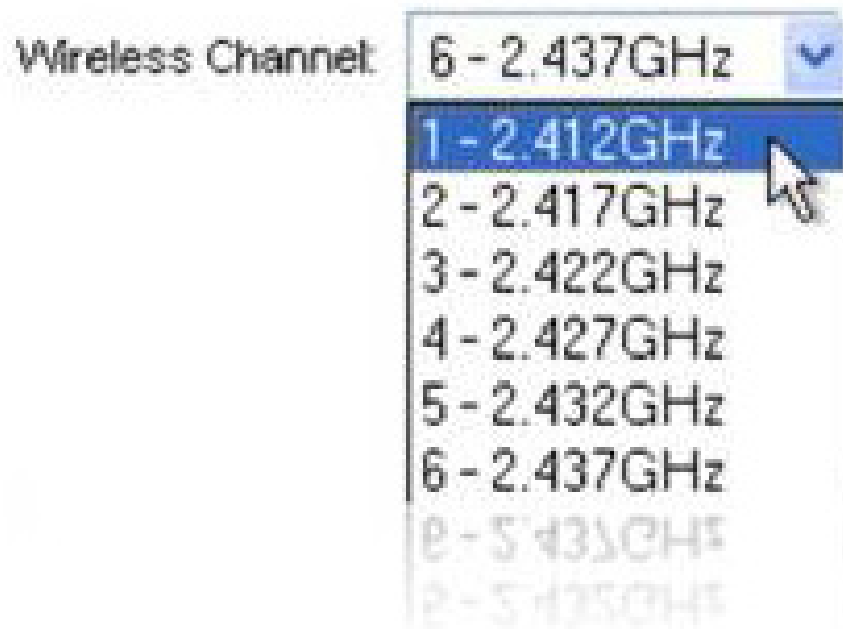 Wireless Channel: 6 - 2.437GHz
1 - 2.412GHz
2 - 2.417GHz
3 - 2.422GHz
4 - 2.427GHz
5 - 2.432GHz
6 - 2.437GHz